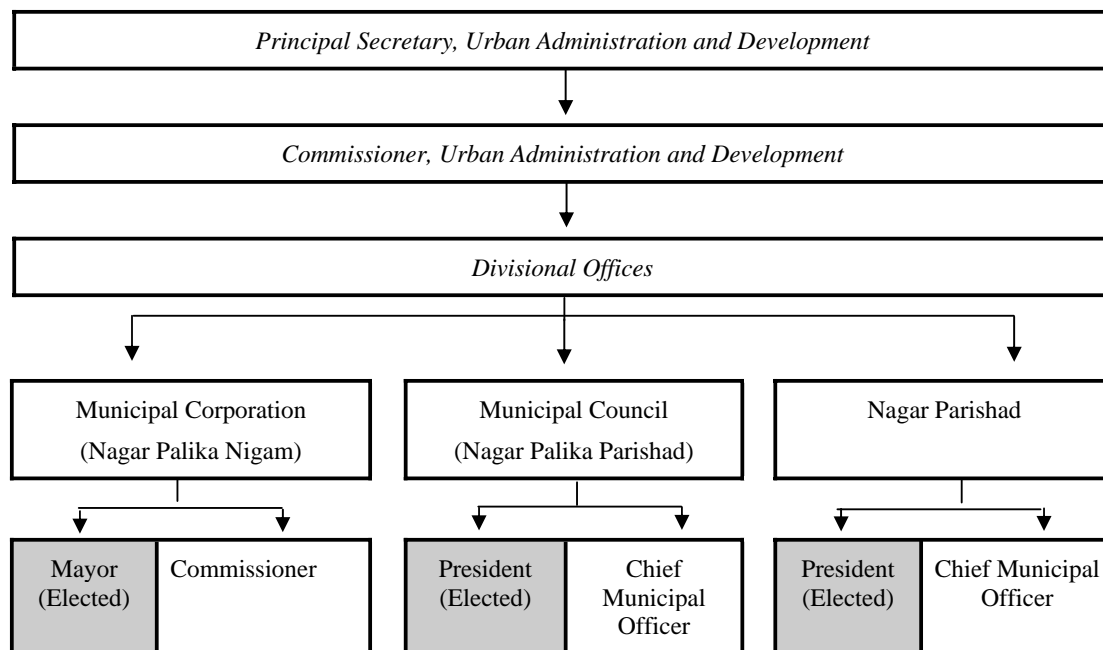 Principal Secretary, Urban Administration and Development
Commissioner, Urban Administration and Development
Divisional Offices
Municipal Corporation
(Nagar Palika Nigam)
Municipal Council
(Nagar Palika Parishad)
Nagar Parishad
Mayor
(Elected)
Commissioner
President
(Elected)
Chief
Municipal
Officer
President
(Elected)
Chief Municipal
Officer